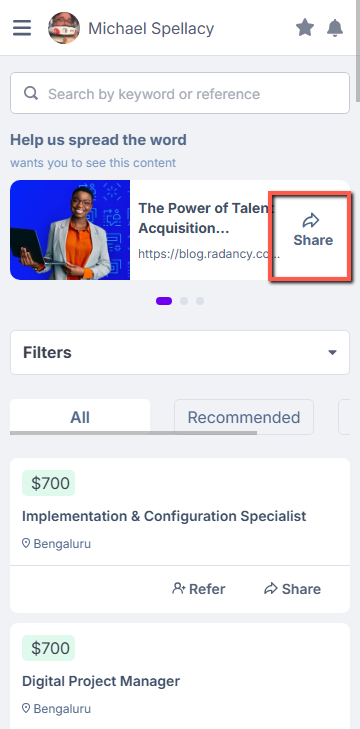 Michael Spellacy
Search by keyword or reference
Help us spread the word
wants you to see this content
The Power of Talent
Acquisition...
https://blog.radancy.co...
Share
Filters
All
Recommended
$700
Implementation & Configuration Specialist
Bengaluru
Refer
Share
$700
Digital Project Manager
Bengaluru